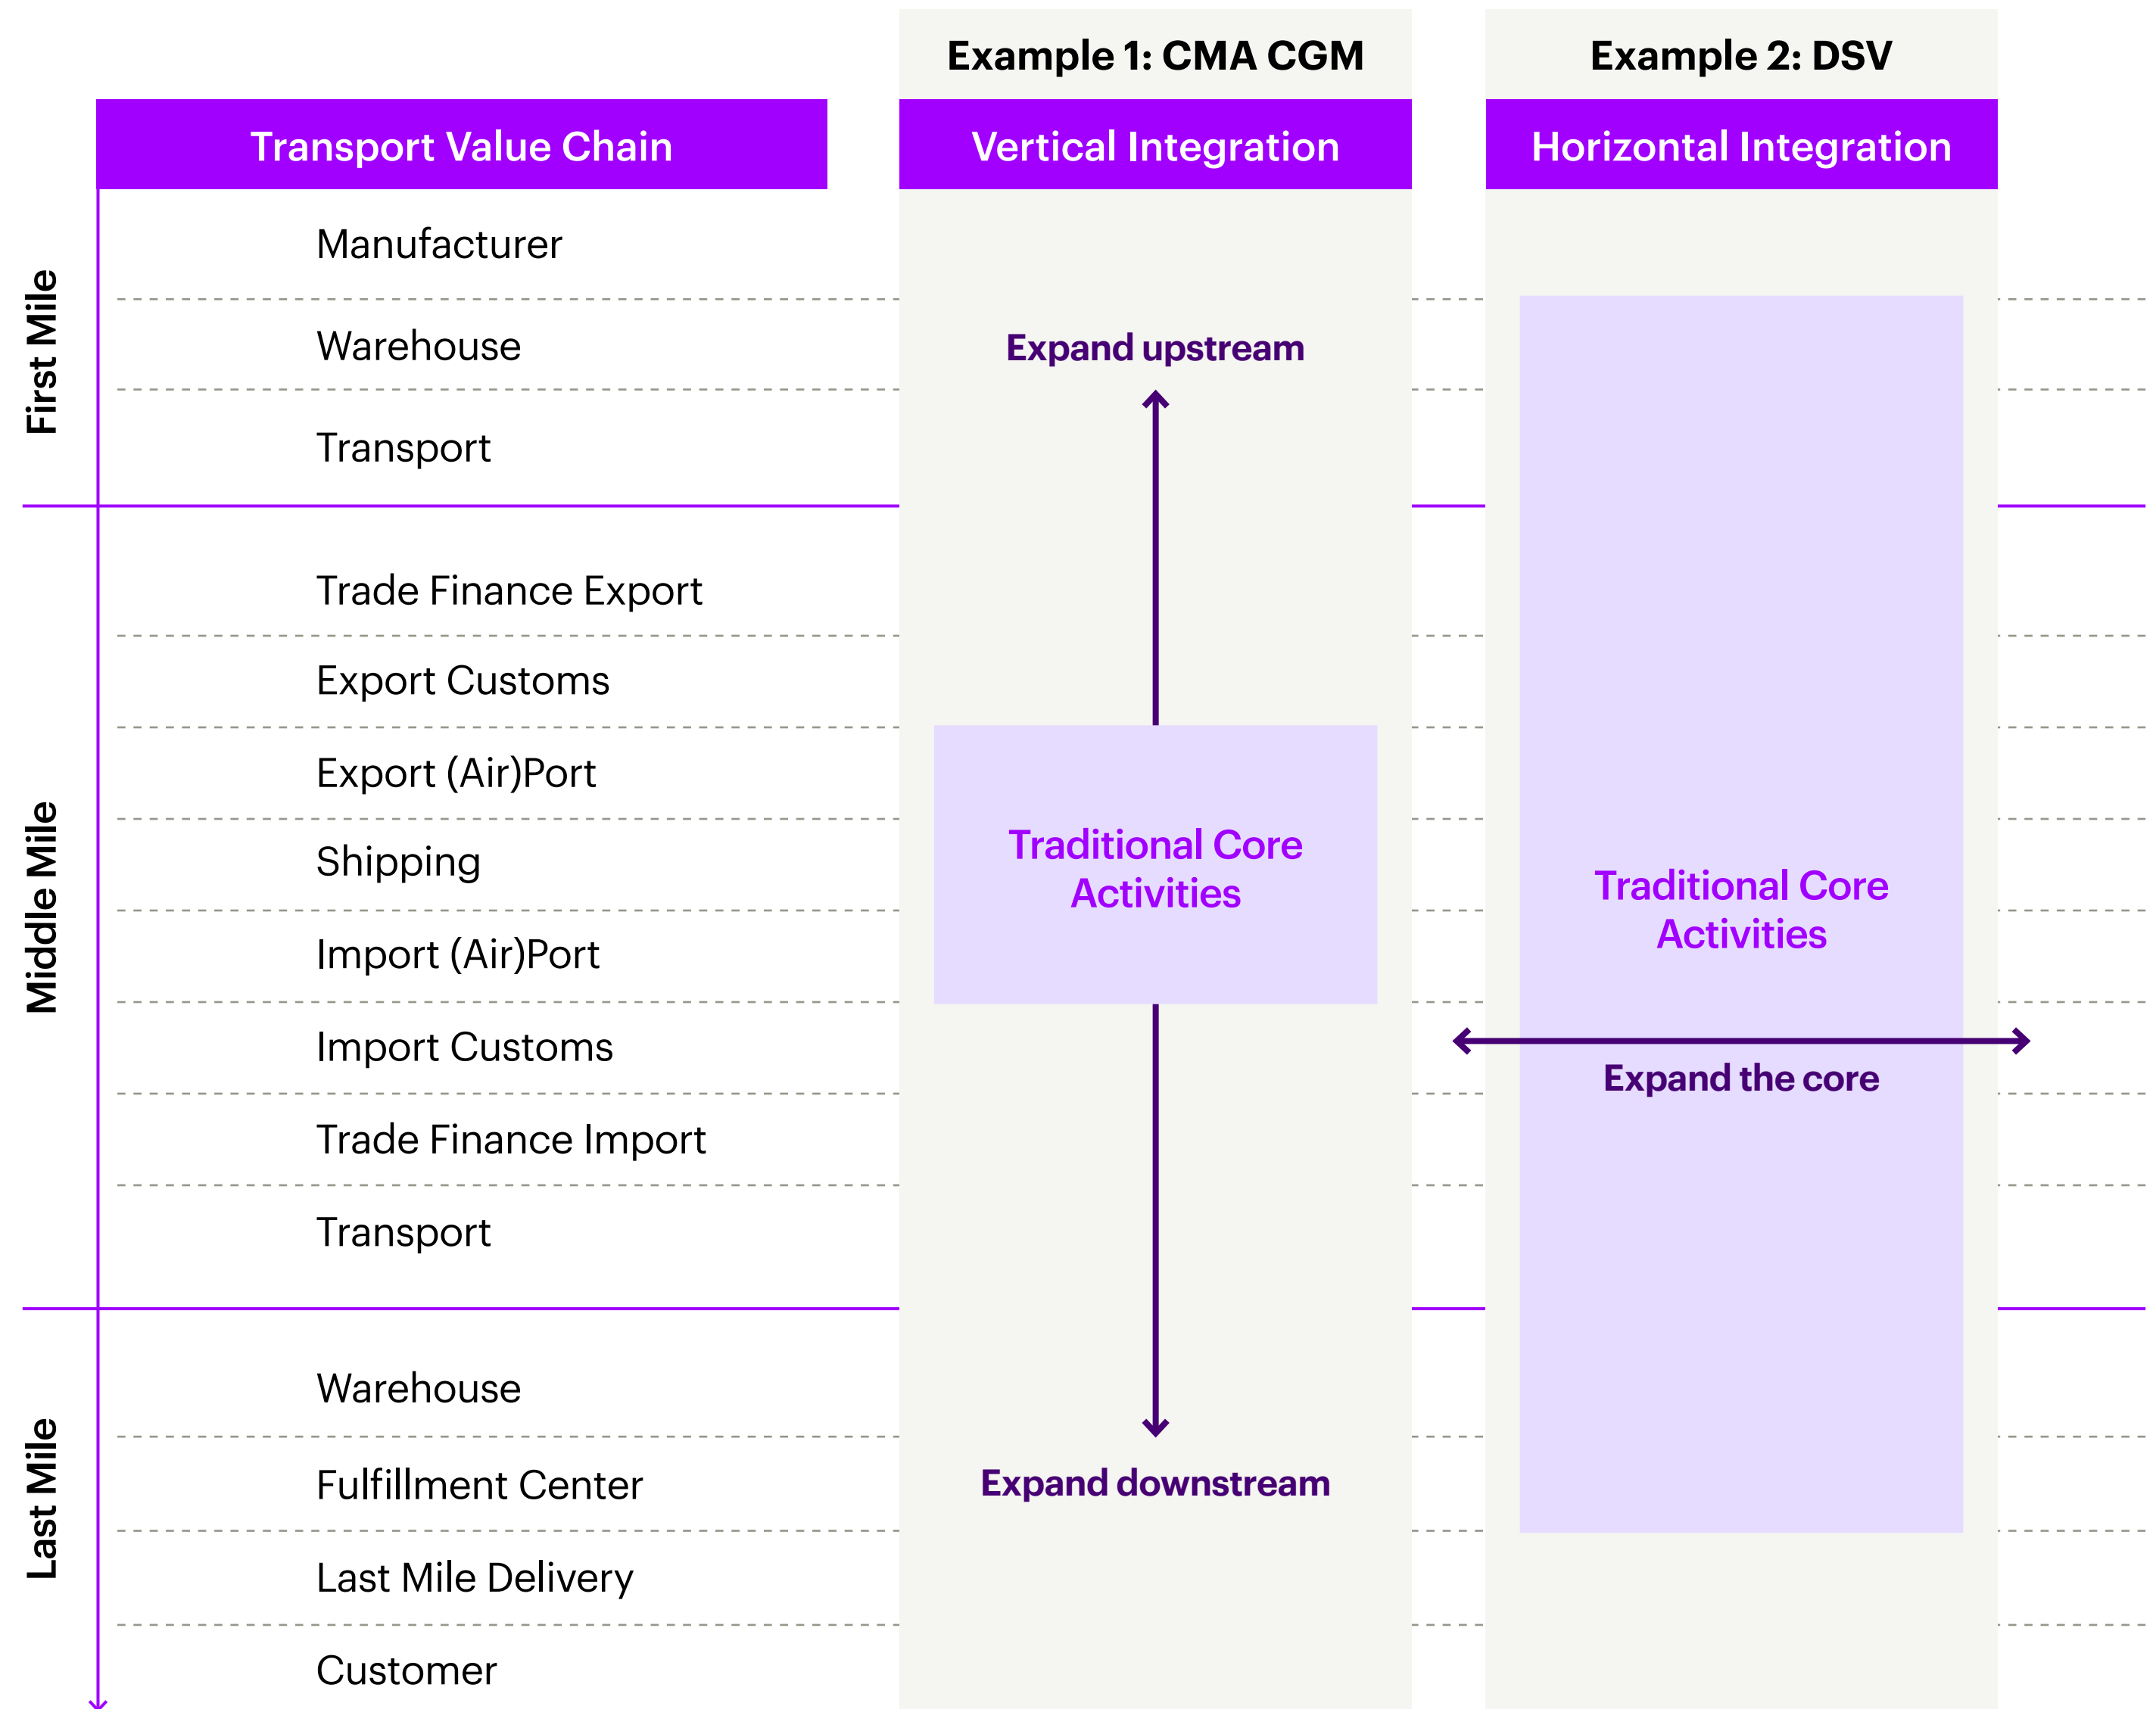 Example 1: CMA CGM
Example 2: DSV
Transport Value Chain
Vertical Integration
Horizontal Integration
First Mile
Manufacturer
Warehouse
Transport
Middle Mile
Trade Finance Export
Export Customs
Export (Air)Port
Shipping
Import (Air)Port
Import Customs
Trade Finance Import
Transport
Last Mile
Warehouse
Fulfillment Center
Last Mile Delivery
Customer
Expand upstream
Traditional Core
Activities
Expand downstream
Traditional Core
Activities
Expand the core